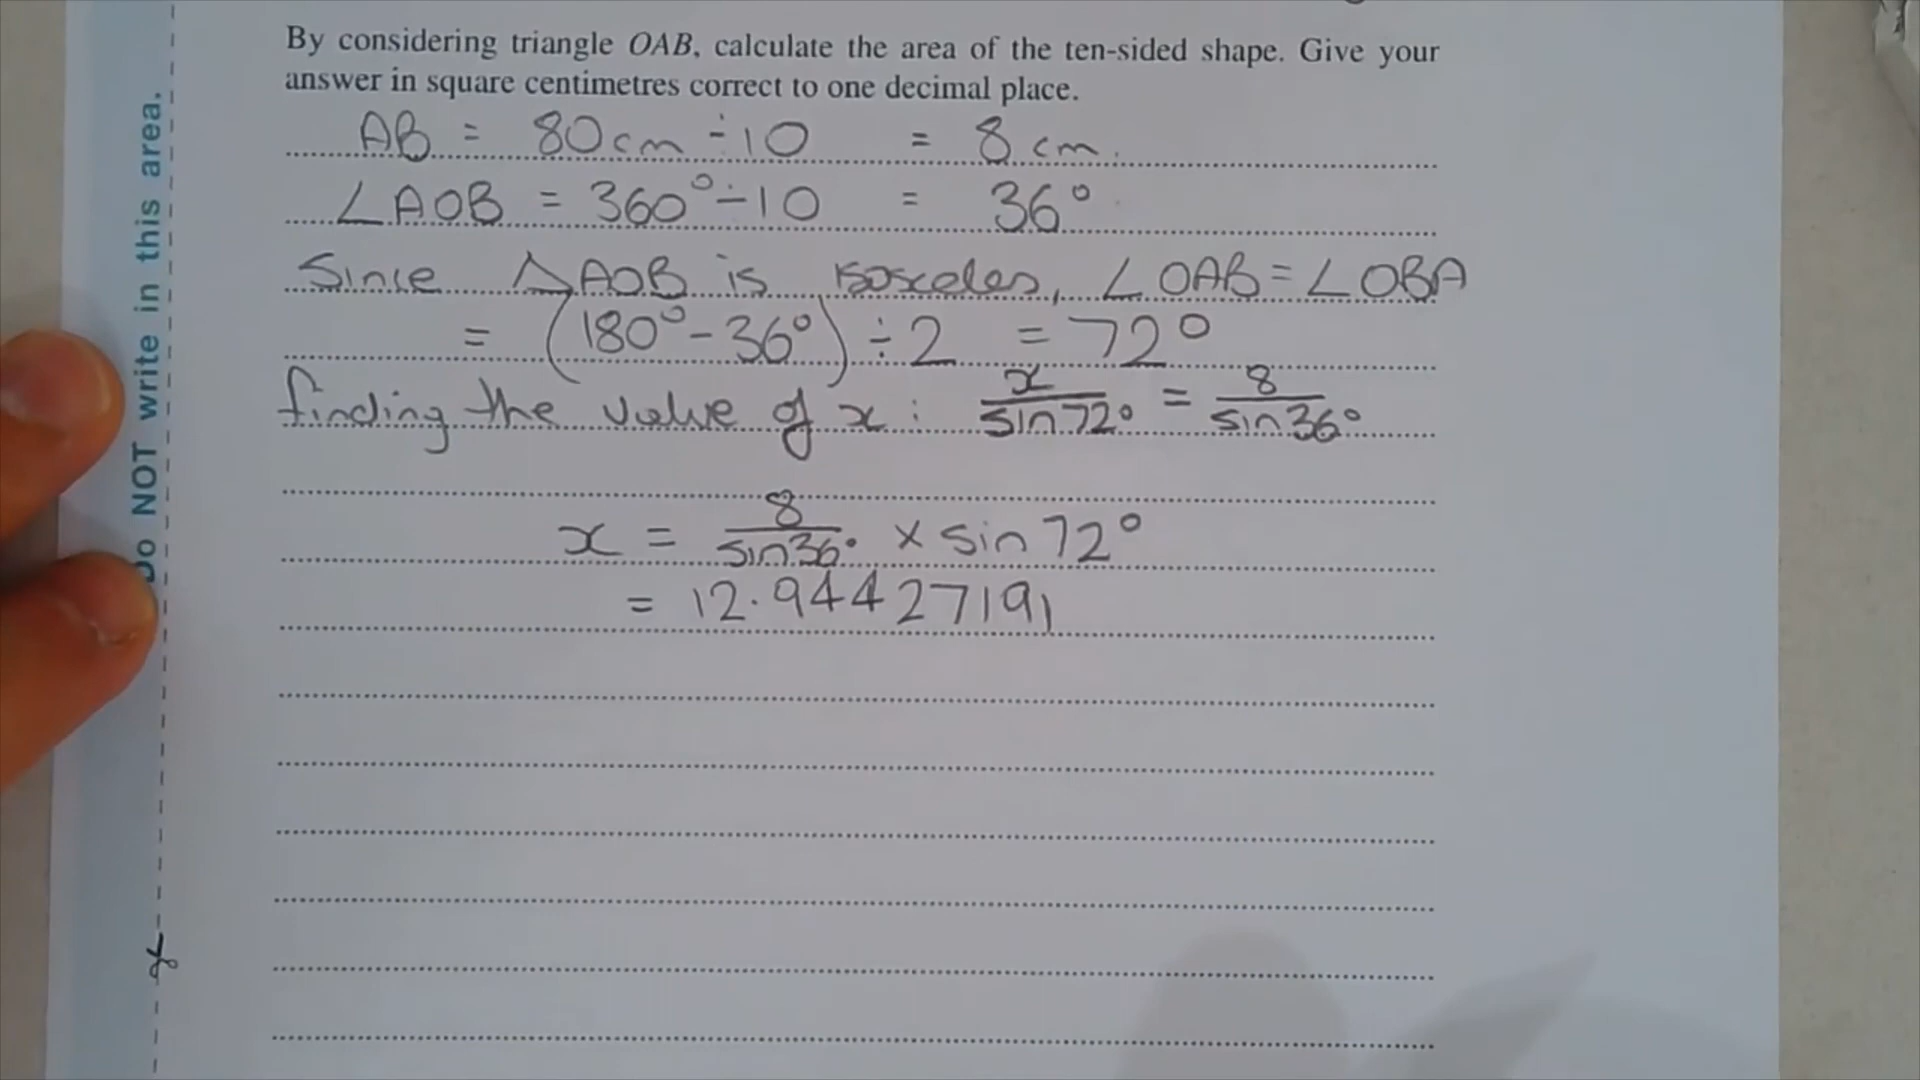 By considering triangle OAB, calculate the area of the ten-sided shape. Give your
answer in square centimetres correct to one decimal place.
AB = 80cm ÷ 10 = 8 cm.
∠AOB = 360° ÷ 10 = 36°
Since △AOB is isosceles, ∠OAB = ∠OBA
= (180° - 36°) ÷ 2 = 72°
finding the value of x: x/sin72° = 8/sin36°
x = 8/sin36° × sin72°
= 12.94427191
Do NOT write in this area.